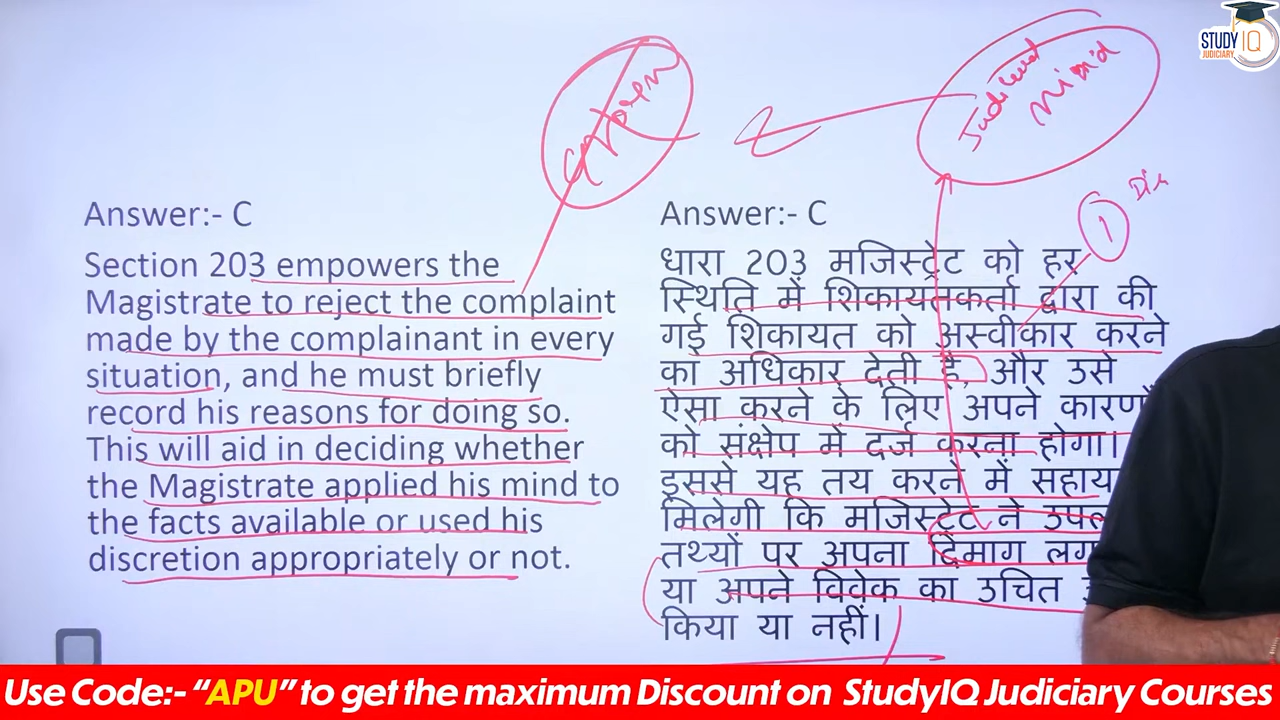 STUDY IQ
JUDICIARY
Judicial
Mind
1
Dis
Answer:- C
Section 203 empowers the
Magistrate to reject the complaint
made by the complainant in every
situation, and he must briefly
record his reasons for doing so.
This will aid in deciding whether
the Magistrate applied his mind to
the facts available or used his
discretion appropriately or not.
Answer:- C
धारा 203 मजिस्ट्रेट को हर
स्थिति में शिकायतकर्ता द्वारा की
गई शिकायत को अस्वीकार करने
का अधिकार देती है, और उसे
ऐसा करने के लिए अपने
को संक्षेप में दर्ज करना होगा।
इससे यह तय करने में
मिलेगी कि मजिस्ट्रेट ने
तथ्यों पर अपना दिमाग
या अपने विवेक का उचित
किया या नहीं।
Use Code:- “APU” to get the maximum Discount on StudyIQ Judiciary Courses